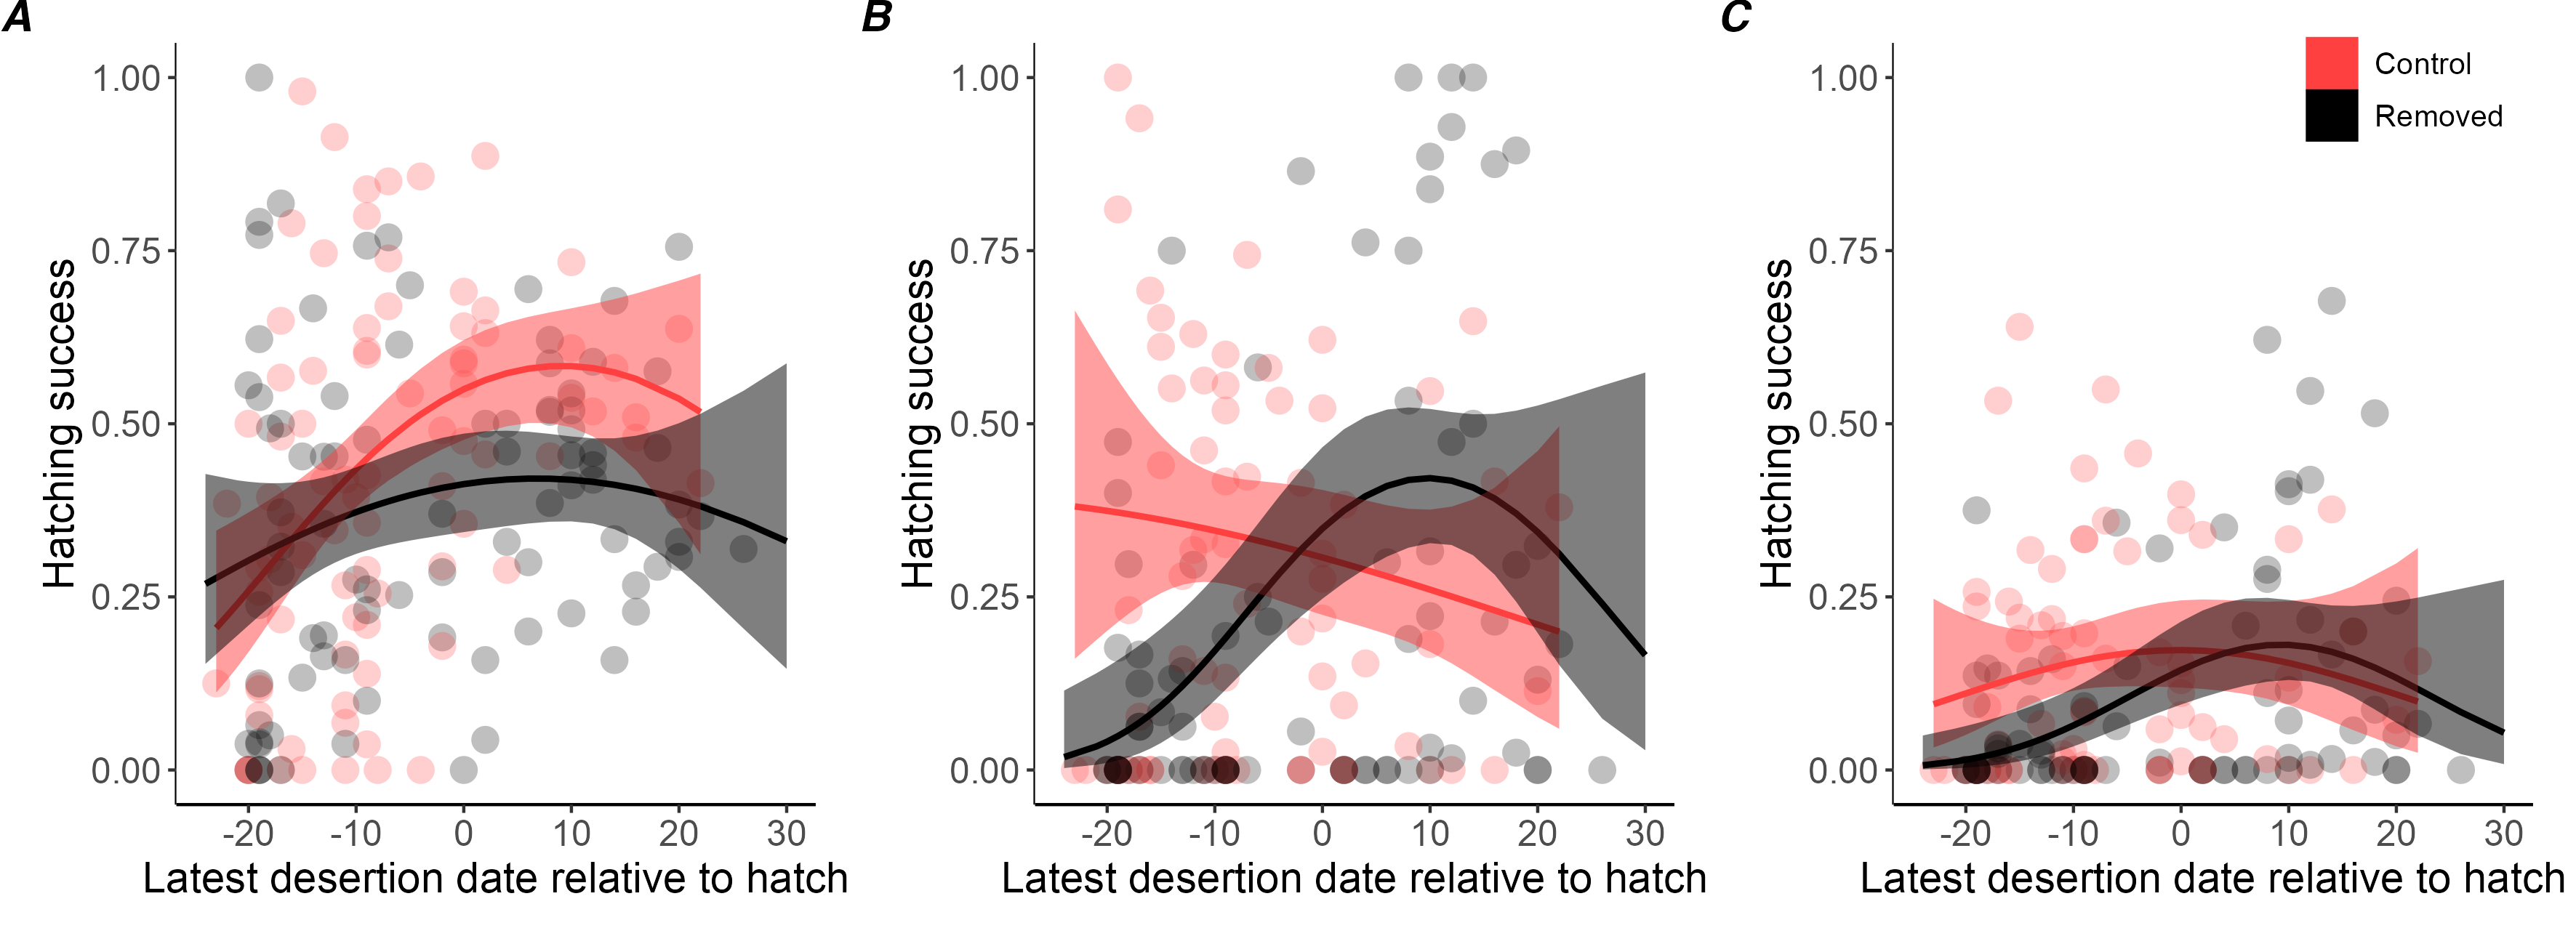 A
Hatching success
1.00
0.75
0.50
0.25
0.00
-20 -10 0 10 20 30
Latest desertion date relative to hatch
B
Hatching success
1.00
0.75
0.50
0.25
0.00
-20 -10 0 10 20 30
Latest desertion date relative to hatch
C
Hatching success
1.00
0.75
0.50
0.25
0.00
-20 -10 0 10 20 30
Latest desertion date relative to hatch
Control
Removed